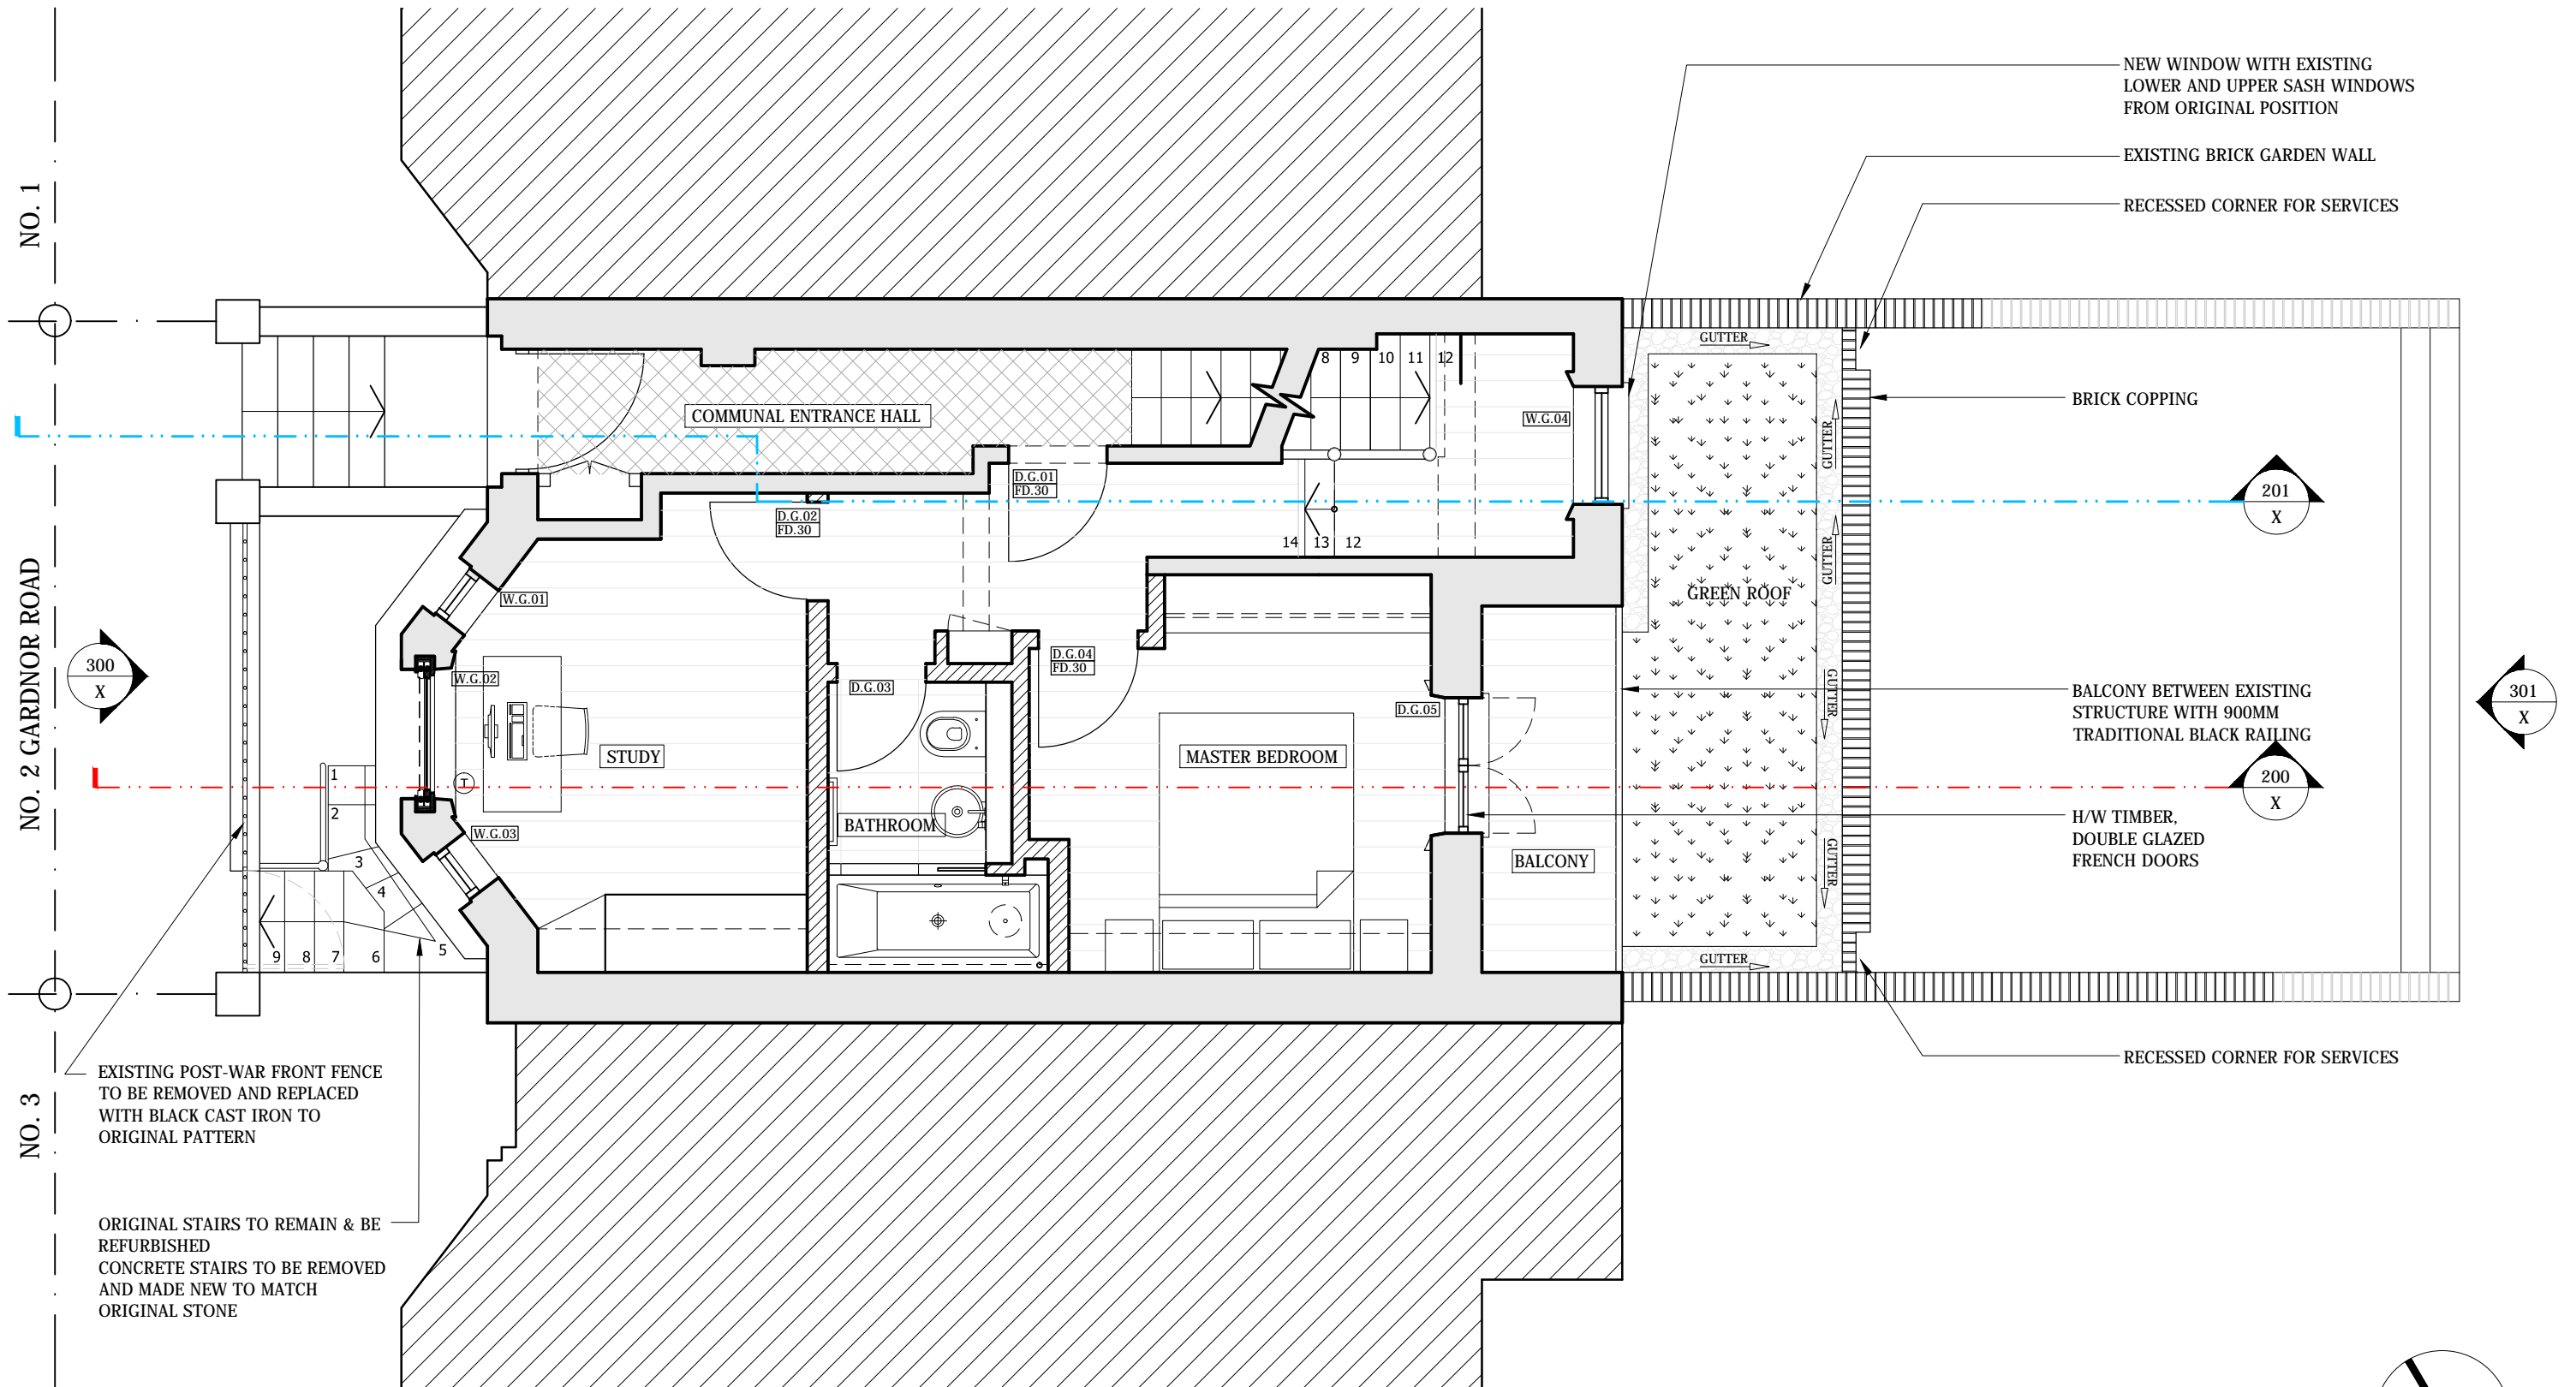 NEW WINDOW WITH EXISTING
LOWER AND UPPER SASH WINDOWS
FROM ORIGINAL POSITION
EXISTING BRICK GARDEN WALL
RECESSED CORNER FOR SERVICES
NO. 1
GUTTER
8 9 10 11 12
BRICK COPPING
COMMUNAL ENTRANCE HALL
W.G.04
GUTTER
D.G.01
FD.30
201
X
D.G.02
FD.30
14 13 12
GUTTER
W.G.01
GREEN ROOF
NO. 2 GARDNOR ROAD
300
X
D.G.04
FD.30
W.G.02
D.G.03
GUTTER
D.G.05
301
X
BALCONY BETWEEN EXISTING
STRUCTURE WITH 900MM
TRADITIONAL BLACK RAILING
STUDY
MASTER BEDROOM
1
T
200
X
2
W.G.03
BATHROOM
H/W TIMBER,
DOUBLE GLAZED
FRENCH DOORS
3
BALCONY
GUTTER
4
5
9 8 7 6
GUTTER
RECESSED CORNER FOR SERVICES
EXISTING POST-WAR FRONT FENCE
TO BE REMOVED AND REPLACED
WITH BLACK CAST IRON TO
ORIGINAL PATTERN
NO. 3
ORIGINAL STAIRS TO REMAIN & BE
REFURBISHED
CONCRETE STAIRS TO BE REMOVED
AND MADE NEW TO MATCH
ORIGINAL STONE